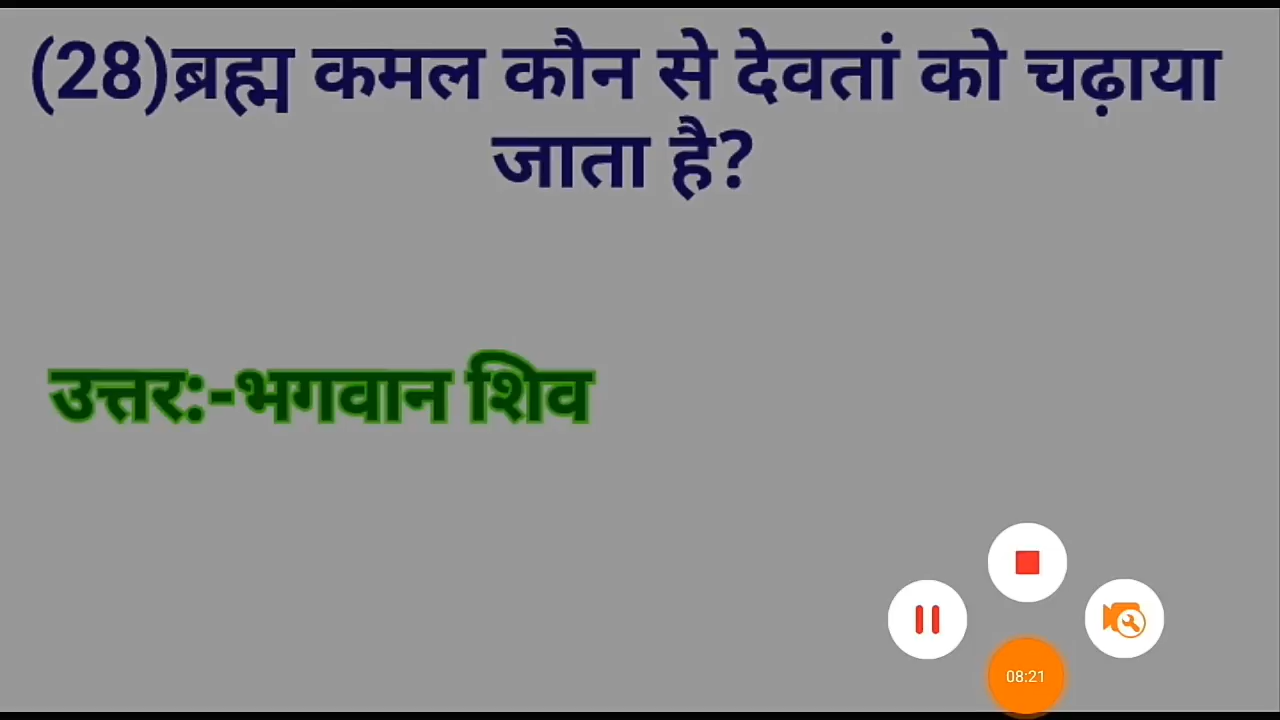 (28)ब्रह्म कमल कौन से देवतां को चढ़ाया
जाता है?
उत्तर:-भगवान शिव
08:21